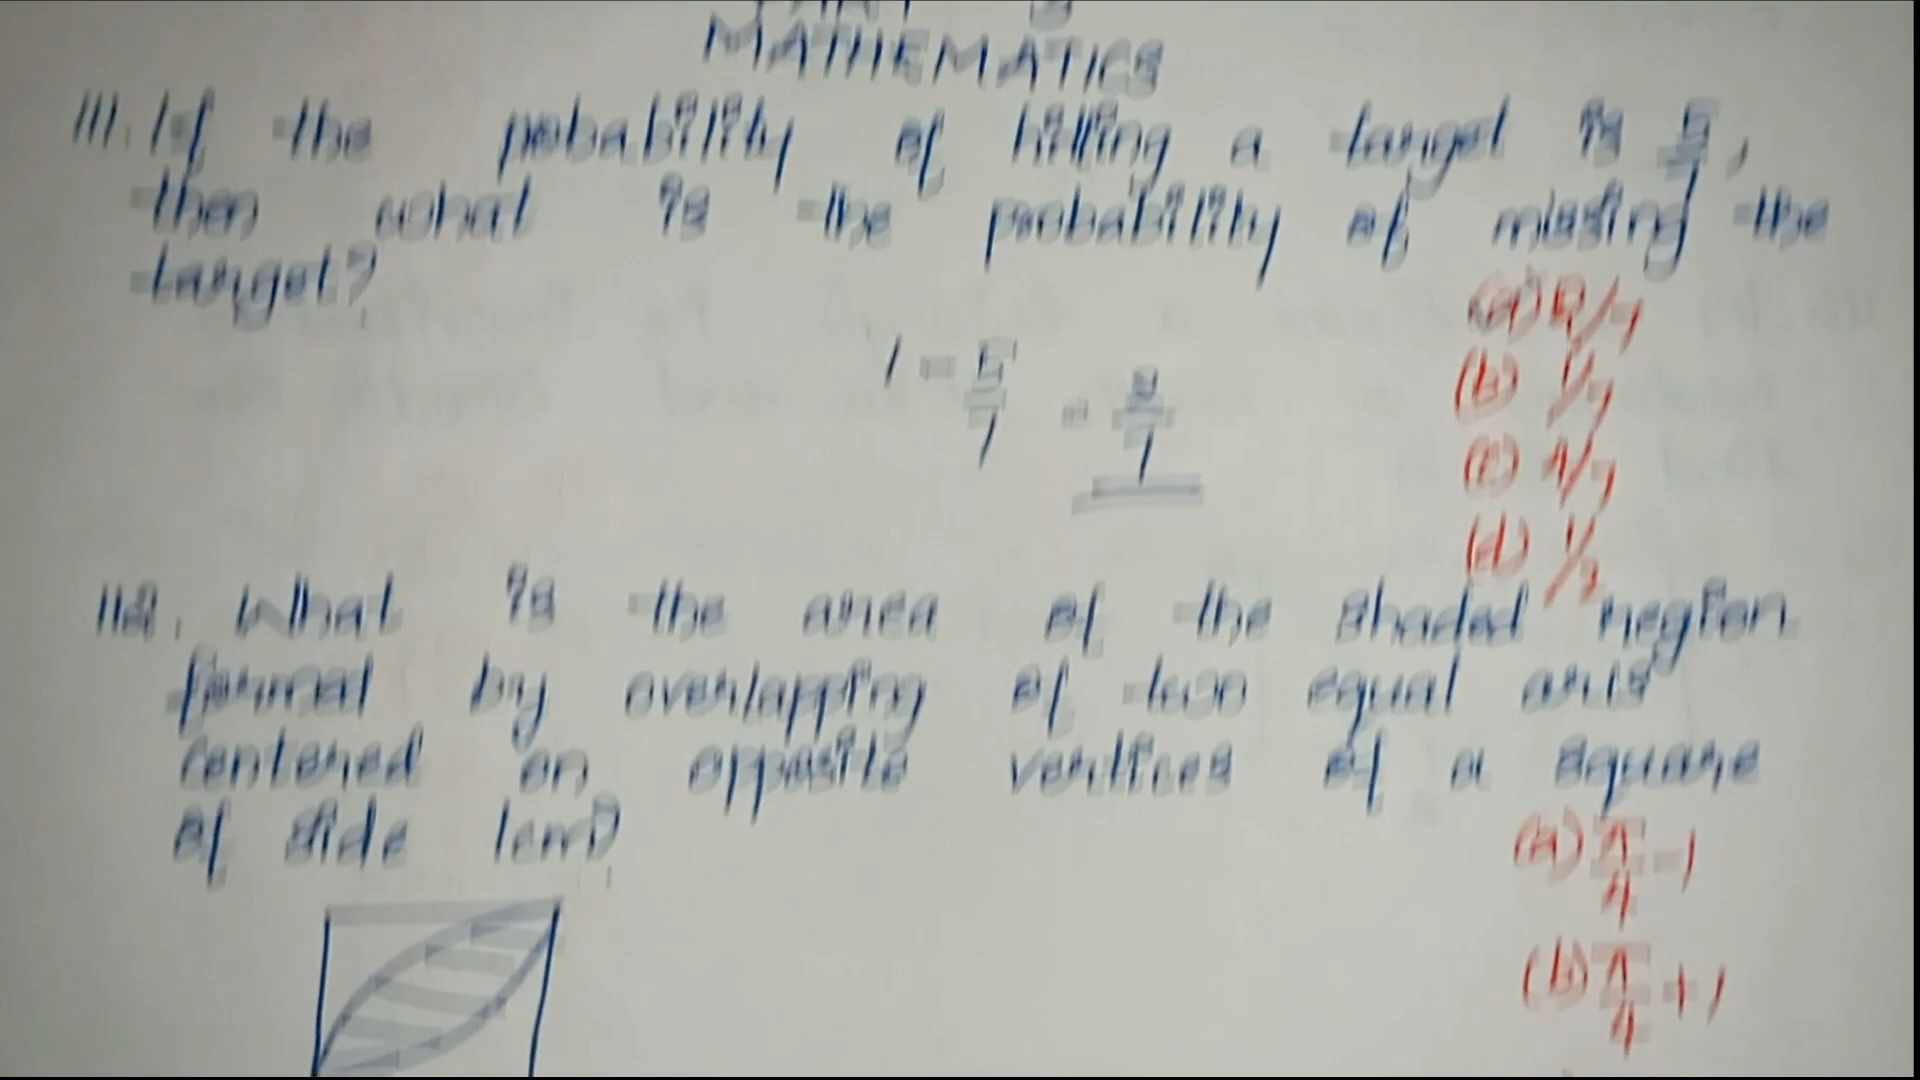 MATHEMATICS
111. If the probability of hitting a target is 5/7,
then what is the probability of missing the
target?
(a) 2/7
1 - 5/7 = 2/7
(b) 1/7
(c) 4/7
(d)
112. What is the area of the shaded region
formed by overlapping of two equal arcs
centered on opposite vertices of a square
of side 1cm?
(a) π/4 - 1
(b) π/4 + 1